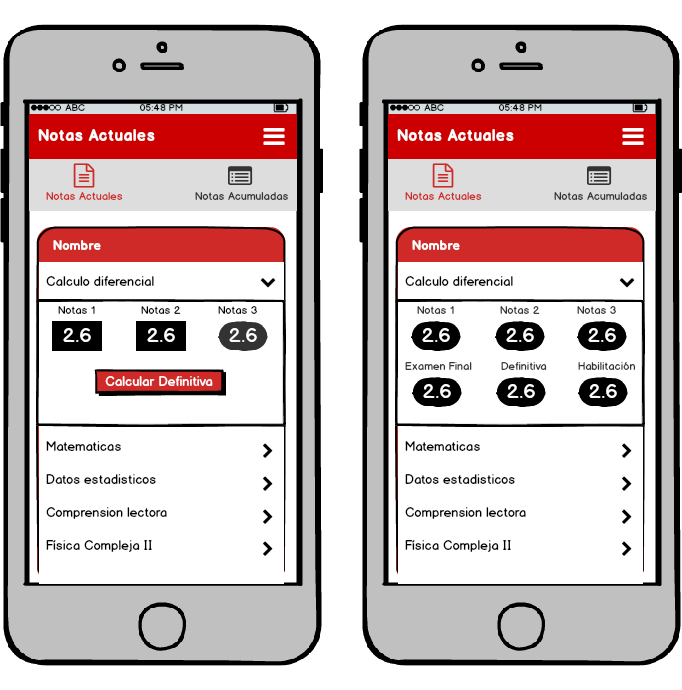 ABC 05:48 PM
Notas Actuales
Notas Actuales Notas Acumuladas
Nombre
Calculo diferencial
Notas 1 Notas 2 Notas 3
2.6 2.6 2.6
Calcular Definitiva
Matematicas
Datos estadisticos
Comprension lectora
Física Compleja II
ABC 05:48 PM
Notas Actuales
Notas Actuales Notas Acumuladas
Nombre
Calculo diferencial
Notas 1 Notas 2 Notas 3
2.6 2.6 2.6
Examen Final Definitiva Habilitación
2.6 2.6 2.6
Matematicas
Datos estadisticos
Comprension lectora
Física Compleja II